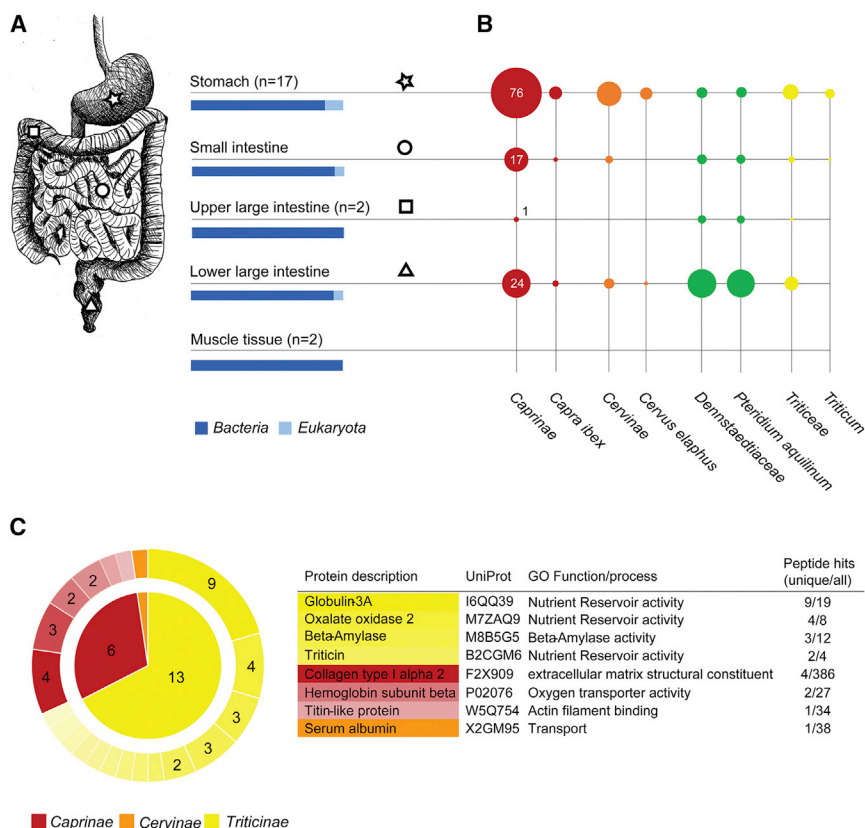 A
B
Stomach (n=17)
76
Small intestine
17
Upper large intestine (n=2)
1
Lower large intestine
24
Muscle tissue (n=2)
Bacteria
Eukaryota
Caprinae
Capra ibex
Cervinae
Cervus elaphus
Dennstaedtiaceae
Pteridium aquilinum
Triticeae
Triticum
C
9
4
3
3
2
4
3
2
2
6
13
Caprinae
Cervinae
Triticinae
Protein description UniProt GO Function/process Peptide hits (unique/all)
Globulin-3A I6QQ39 Nutrient Reservoir activity 9/19
Oxalate oxidase 2 M7ZAQ9 Nutrient Reservoir activity 4/8
Beta-Amylase M8B5G5 Beta-Amylase activity 3/12
Triticin B2CGM6 Nutrient Reservoir activity 2/4
Collagen type I alpha 2 F2X909 extracellular matrix structural constituent 4/386
Hemoglobin subunit beta P02076 Oxygen transporter activity 2/27
Titin-like protein W5Q754 Actin filament binding 1/34
Serum albumin X2GM95 Transport 1/38